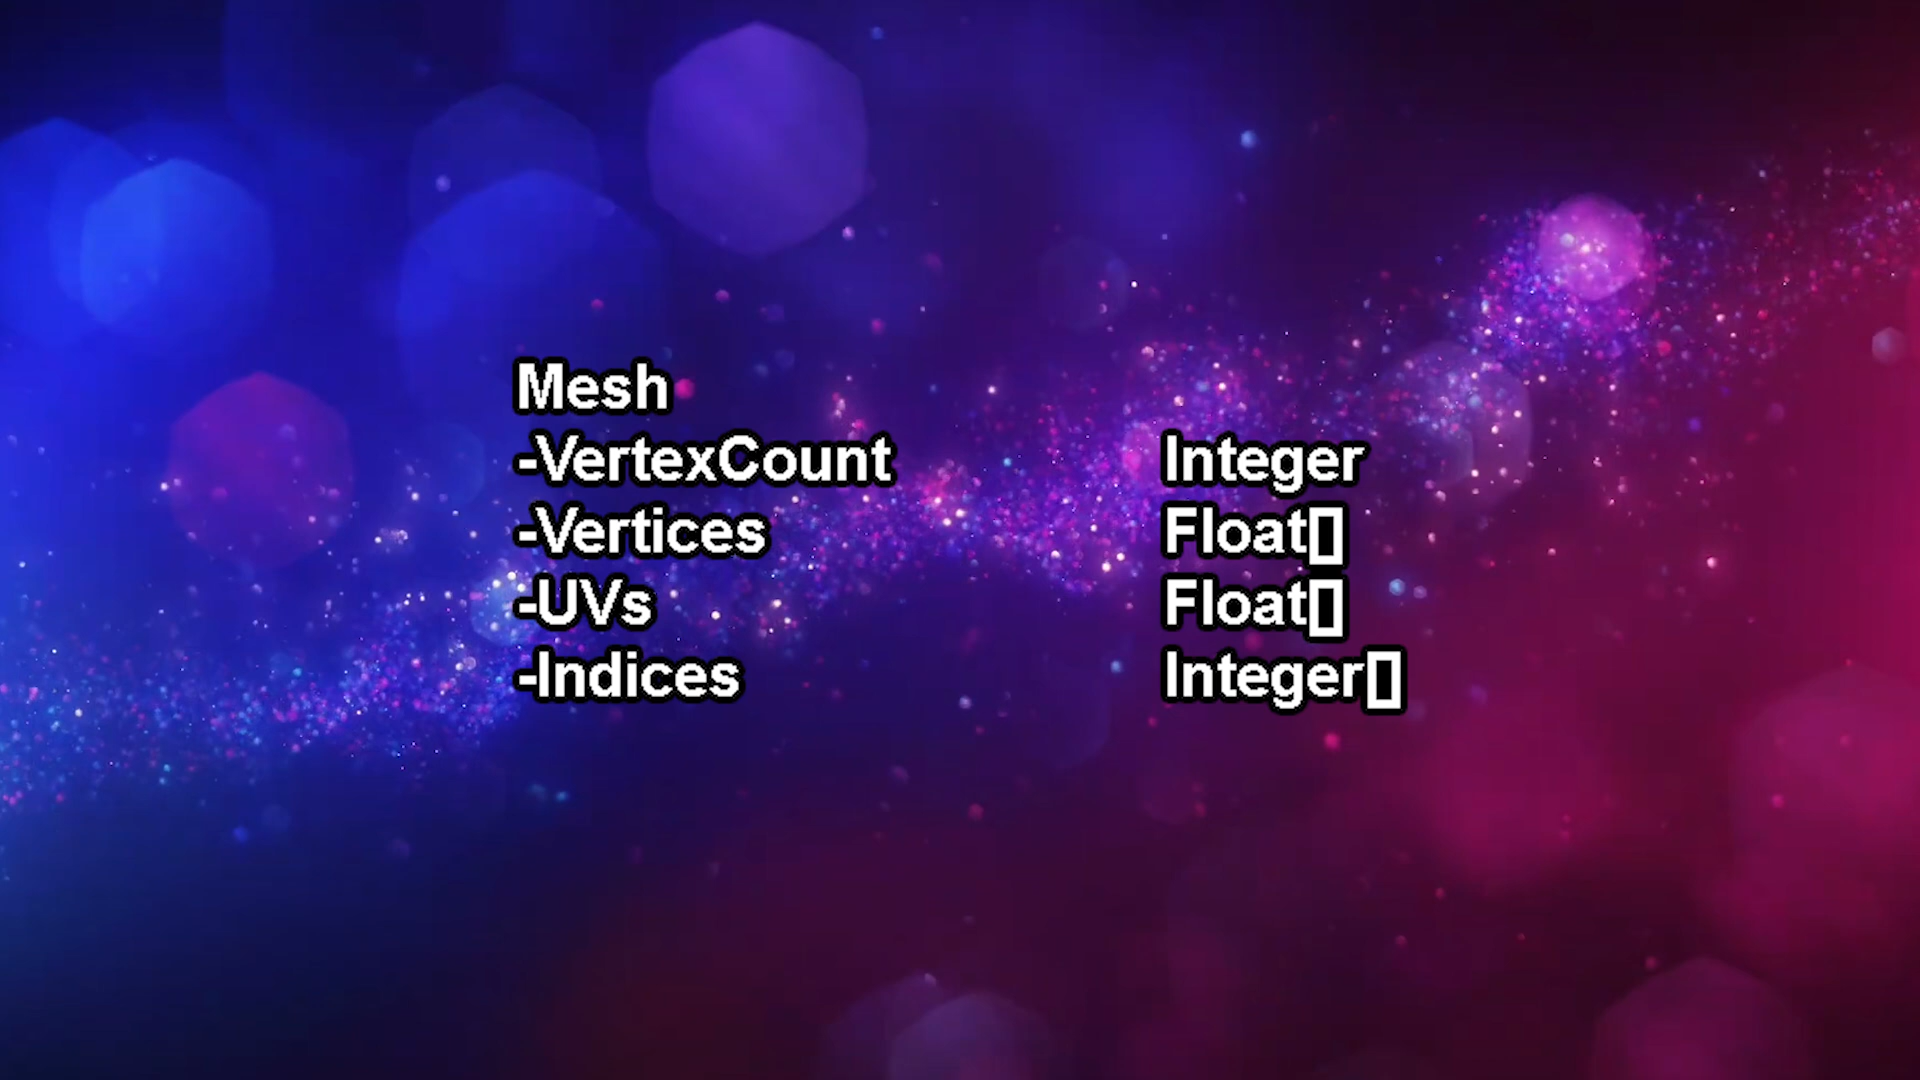 Mesh
-VertexCount Integer
-Vertices Float[]
-UVs Float[]
-Indices Integer[]